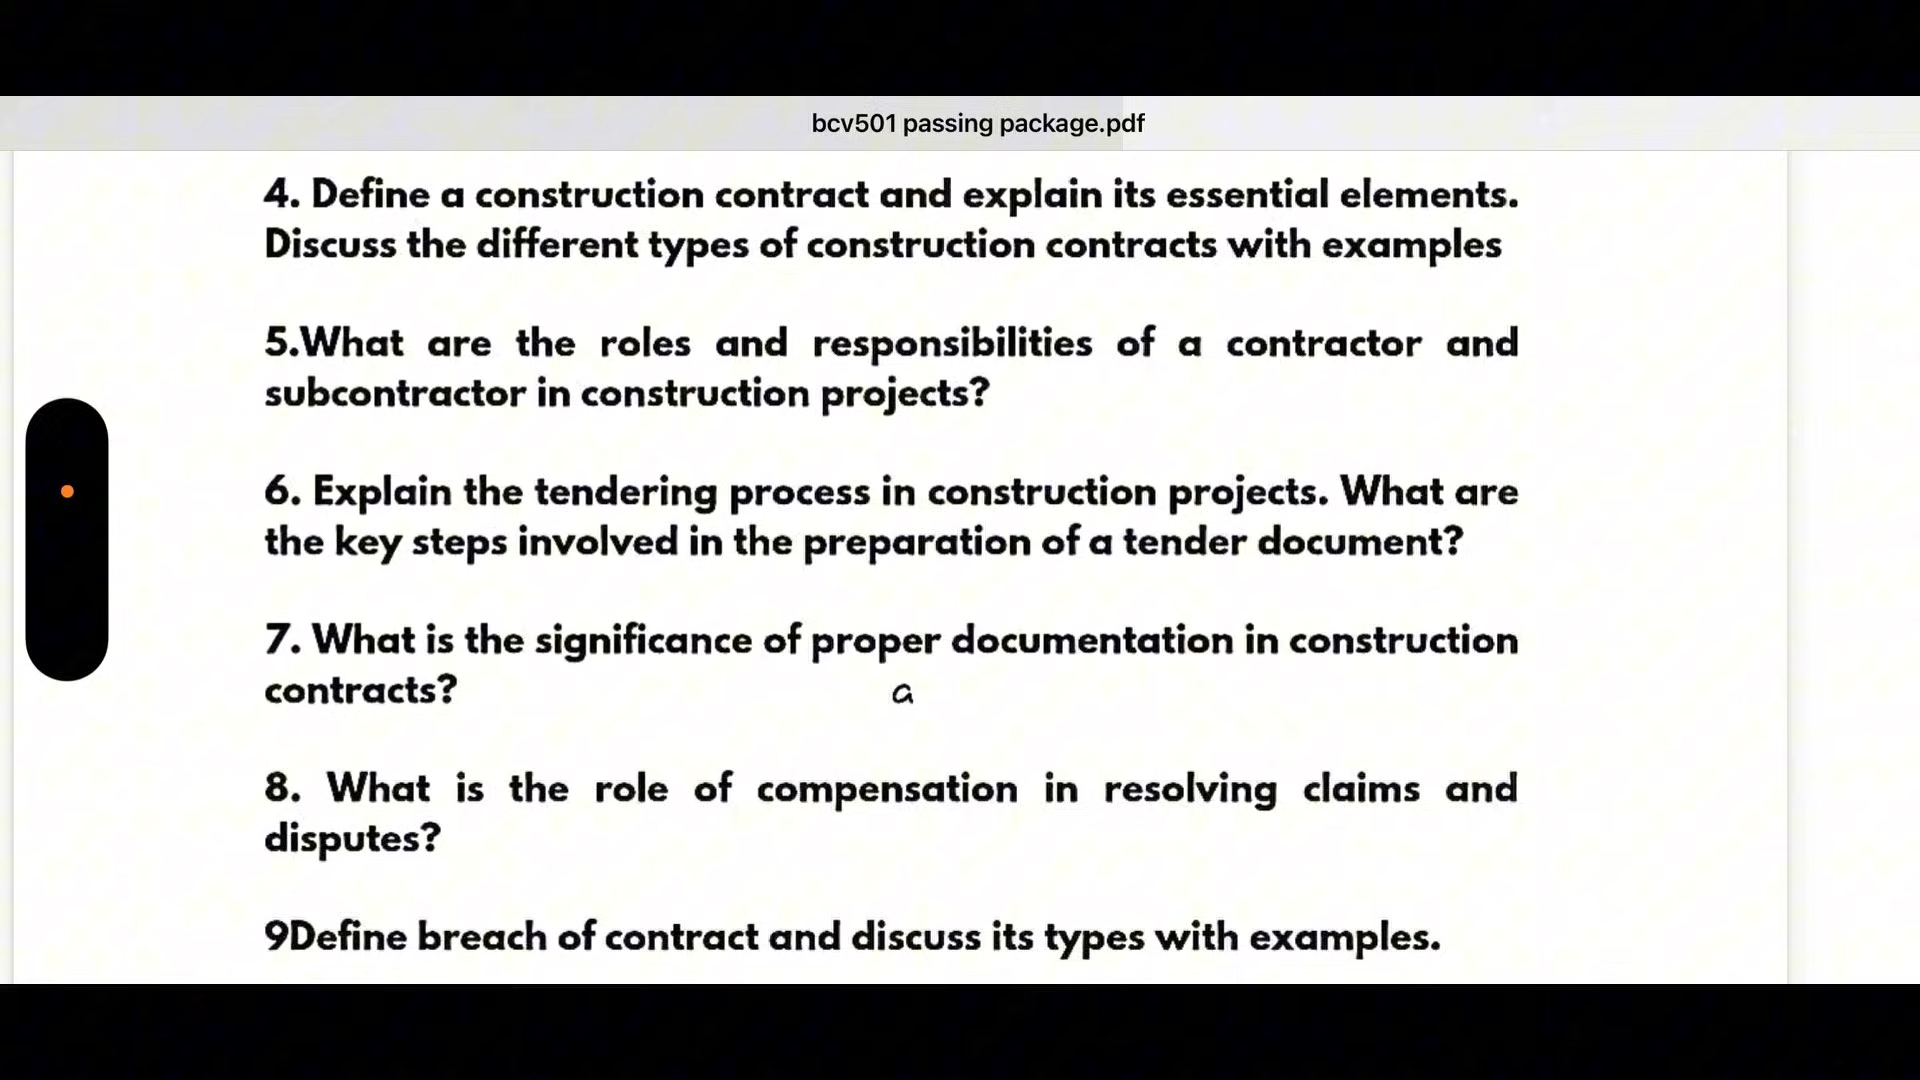 bcv501 passing package.pdf
4. Define a construction contract and explain its essential elements.
Discuss the different types of construction contracts with examples
5.What are the roles and responsibilities of a contractor and
subcontractor in construction projects?
6. Explain the tendering process in construction projects. What are
the key steps involved in the preparation of a tender document?
7. What is the significance of proper documentation in construction
contracts?
a
8. What is the role of compensation in resolving claims and
disputes?
9Define breach of contract and discuss its types with examples.